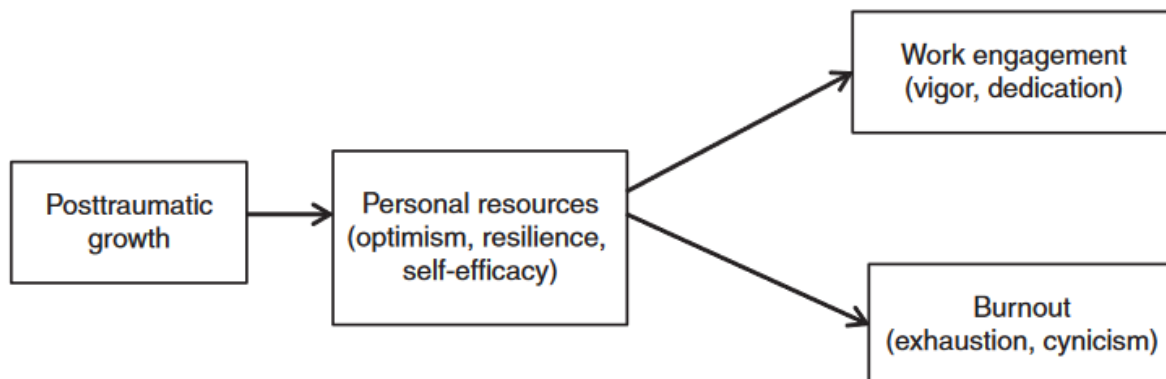 Work engagement
(vigor, dedication)
Posttraumatic
growth
Personal resources
(optimism, resilience,
self-efficacy)
Burnout
(exhaustion, cynicism)